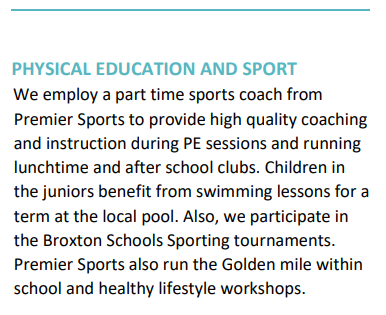 PHYSICAL EDUCATION AND SPORT
We employ a part time sports coach from
Premier Sports to provide high quality coaching
and instruction during PE sessions and running
lunchtime and after school clubs. Children in
the juniors benefit from swimming lessons for a
term at the local pool. Also, we participate in
the Broxton Schools Sporting tournaments.
Premier Sports also run the Golden mile within
school and healthy lifestyle workshops.